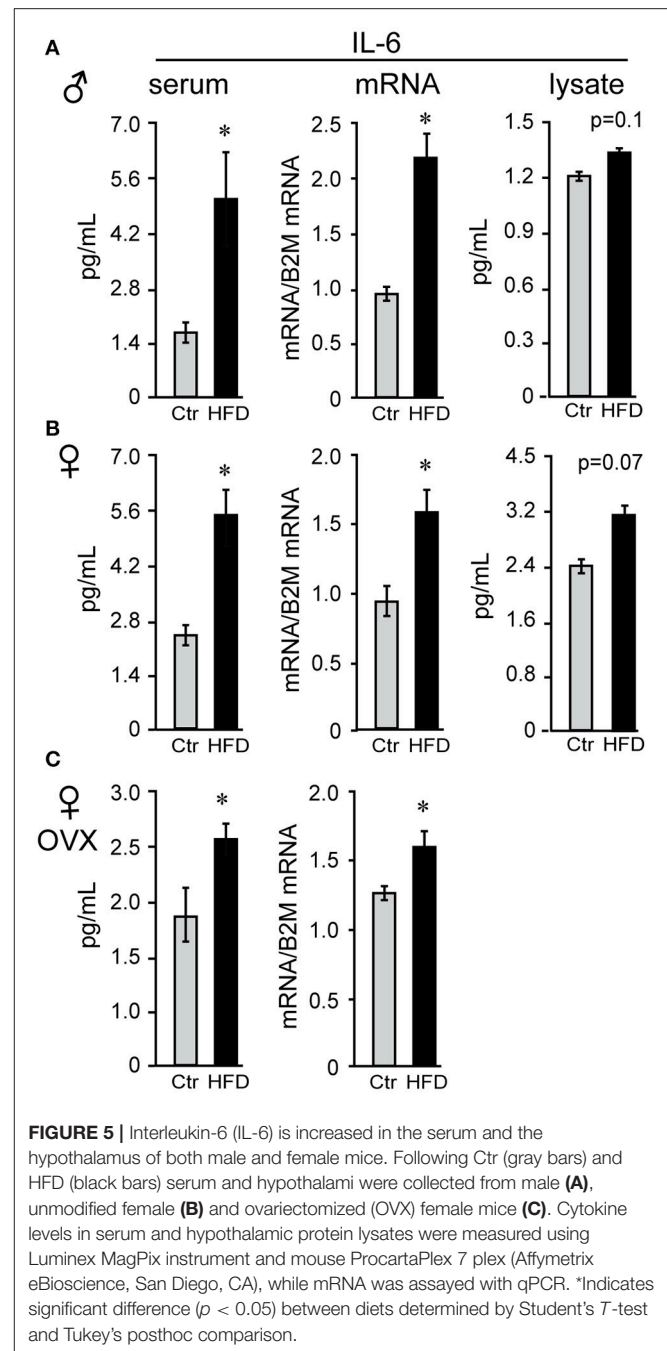 A
IL-6
♂ serum mRNA lysate
7.0
5.6
4.2
2.8
1.4
0
pg/mL
*
Ctr HFD
2.5
2.0
1.5
1.0
0.5
0
mRNA/B2M mRNA
*
Ctr HFD
1.5
1.2
0.9
0.6
0.3
0
pg/mL
p=0.1
Ctr HFD
B
♀
7.0
5.6
4.2
2.8
1.4
0
pg/mL
*
Ctr HFD
2.0
1.5
1.0
0.5
0
mRNA/B2M mRNA
*
Ctr HFD
4.5
3.2
2.4
1.6
0.8
0
pg/mL
p=0.07
Ctr HFD
C
♀
OVX
3.0
2.5
2.0
1.5
1.0
0
pg/mL
*
Ctr HFD
2.0
1.5
1.0
0.5
0
mRNA/B2M mRNA
*
Ctr HFD
FIGURE 5 | Interleukin-6 (IL-6) is increased in the serum and the
hypothalamus of both male and female mice. Following Ctr (gray bars) and
HFD (black bars) serum and hypothalami were collected from male (A),
unmodified female (B) and ovariectomized (OVX) female mice (C). Cytokine
levels in serum and hypothalamic protein lysates were measured using
Luminex MagPix instrument and mouse ProcartaPlex 7 plex (Affymetrix
eBioscience, San Diego, CA), while mRNA was assayed with qPCR. *Indicates
significant difference (p < 0.05) between diets determined by Student's T-test
and Tukey's posthoc comparison.